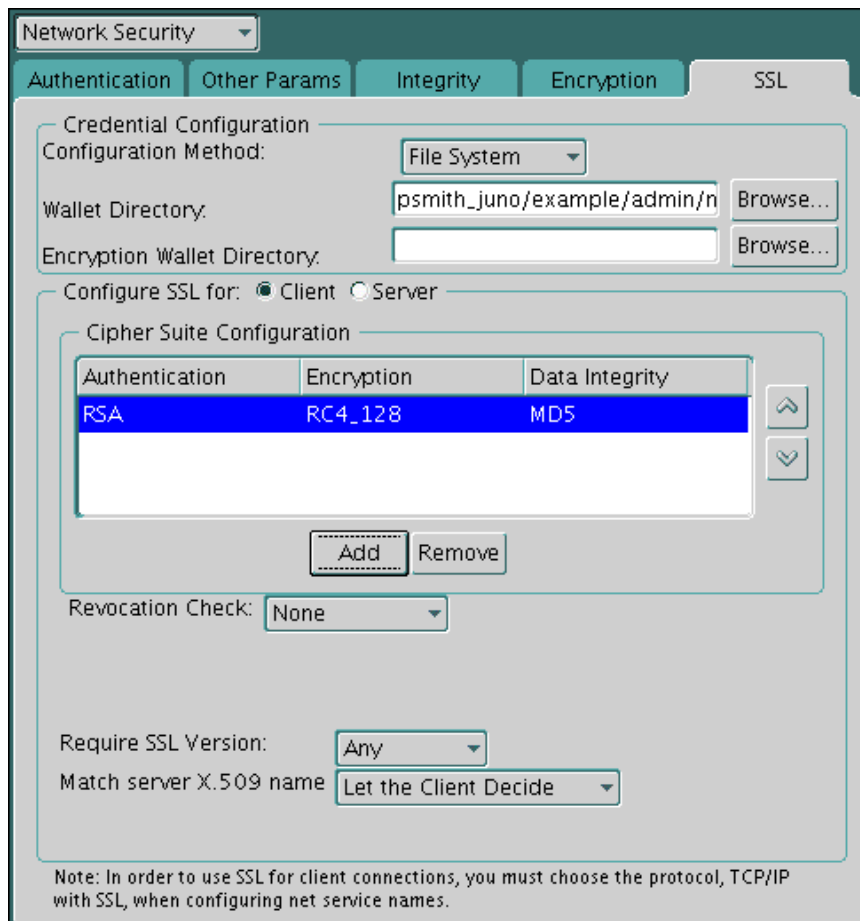 Network Security
Authentication Other Params Integrity Encryption SSL
Credential Configuration
Configuration Method: File System
Wallet Directory: psmith_juno/example/admin/n Browse...
Encryption Wallet Directory: Browse...
Configure SSL for: Client Server
Cipher Suite Configuration
Authentication Encryption Data Integrity
RSA RC4_128 MD5
Add Remove
Revocation Check: None
Require SSL Version: Any
Match server X.509 name Let the Client Decide
Note: In order to use SSL for client connections, you must choose the protocol, TCP/IP
with SSL, when configuring net service names.